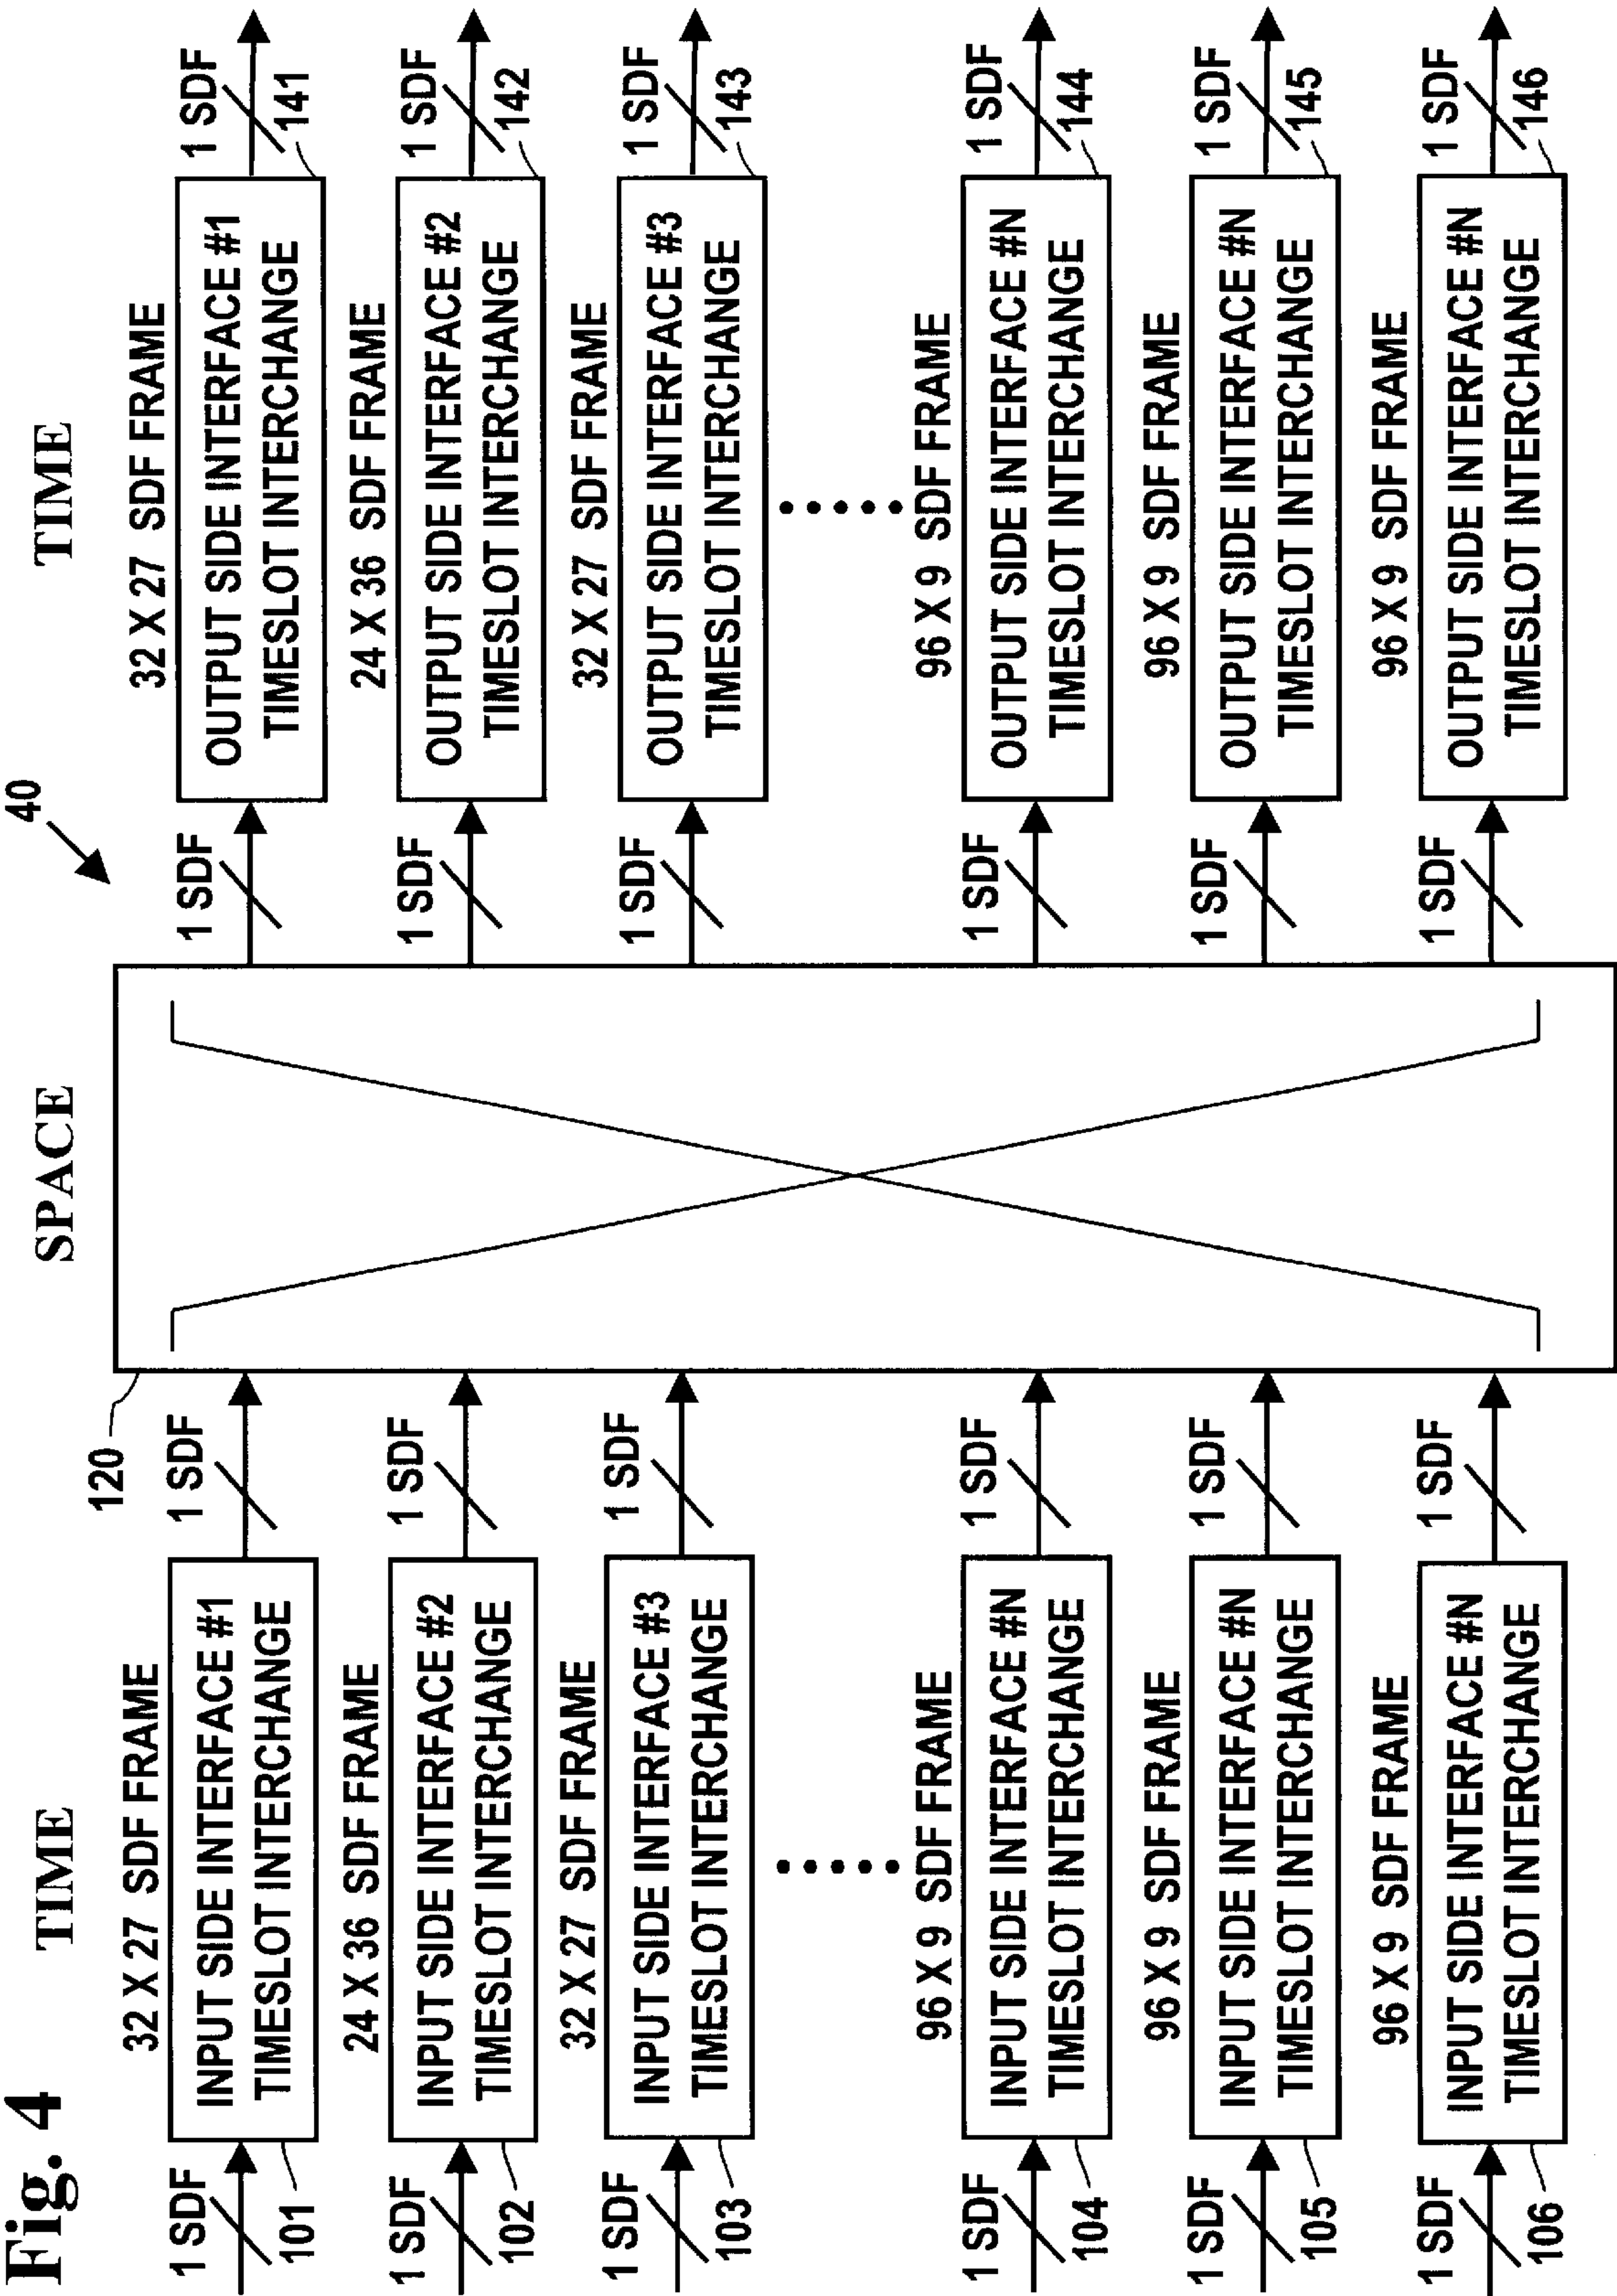 Fig. 4
TIME
SPACE
TIME
40
120
1 SDF
101
32 X 27 SDF FRAME
INPUT SIDE INTERFACE #1
TIMESLOT INTERCHANGE
1 SDF
1 SDF
32 X 27 SDF FRAME
OUTPUT SIDE INTERFACE #1
TIMESLOT INTERCHANGE
1 SDF
141
1 SDF
102
24 X 36 SDF FRAME
INPUT SIDE INTERFACE #2
TIMESLOT INTERCHANGE
1 SDF
1 SDF
24 X 36 SDF FRAME
OUTPUT SIDE INTERFACE #2
TIMESLOT INTERCHANGE
1 SDF
142
1 SDF
103
32 X 27 SDF FRAME
INPUT SIDE INTERFACE #3
TIMESLOT INTERCHANGE
1 SDF
1 SDF
32 X 27 SDF FRAME
OUTPUT SIDE INTERFACE #3
TIMESLOT INTERCHANGE
1 SDF
143
1 SDF
104
96 X 9 SDF FRAME
INPUT SIDE INTERFACE #N
TIMESLOT INTERCHANGE
1 SDF
1 SDF
96 X 9 SDF FRAME
OUTPUT SIDE INTERFACE #N
TIMESLOT INTERCHANGE
1 SDF
144
1 SDF
105
96 X 9 SDF FRAME
INPUT SIDE INTERFACE #N
TIMESLOT INTERCHANGE
1 SDF
1 SDF
96 X 9 SDF FRAME
OUTPUT SIDE INTERFACE #N
TIMESLOT INTERCHANGE
1 SDF
145
1 SDF
106
96 X 9 SDF FRAME
INPUT SIDE INTERFACE #N
TIMESLOT INTERCHANGE
1 SDF
1 SDF
96 X 9 SDF FRAME
OUTPUT SIDE INTERFACE #N
TIMESLOT INTERCHANGE
1 SDF
146